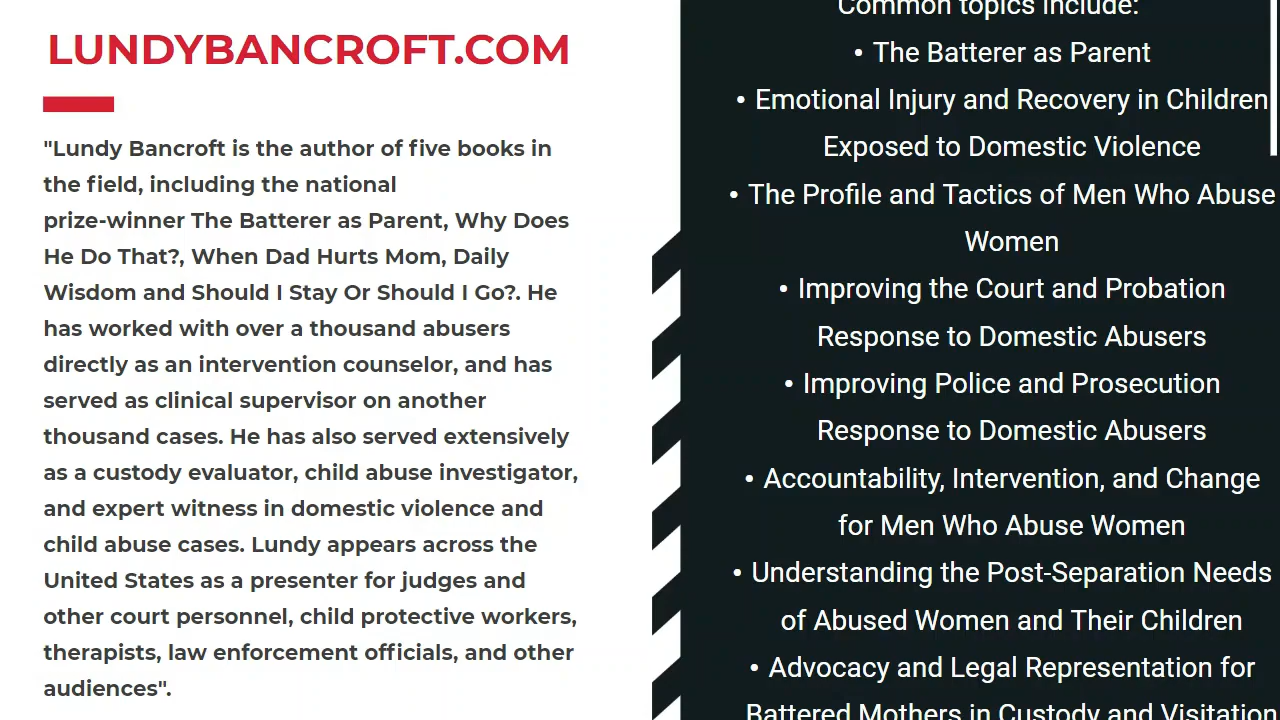 LUNDYBANCROFT.COM
"Lundy Bancroft is the author of five books in
the field, including the national
prize-winner The Batterer as Parent, Why Does
He Do That?, When Dad Hurts Mom, Daily
Wisdom and Should I Stay Or Should I Go?. He
has worked with over a thousand abusers
directly as an intervention counselor, and has
served as clinical supervisor on another
thousand cases. He has also served extensively
as a custody evaluator, child abuse investigator,
and expert witness in domestic violence and
child abuse cases. Lundy appears across the
United States as a presenter for judges and
other court personnel, child protective workers,
therapists, law enforcement officials, and other
audiences".
Common topics include:
• The Batterer as Parent
• Emotional Injury and Recovery in Children
Exposed to Domestic Violence
• The Profile and Tactics of Men Who Abuse
Women
• Improving the Court and Probation
Response to Domestic Abusers
• Improving Police and Prosecution
Response to Domestic Abusers
• Accountability, Intervention, and Change
for Men Who Abuse Women
• Understanding the Post-Separation Needs
of Abused Women and Their Children
• Advocacy and Legal Representation for
Battered Mothers in Custody and Visitation